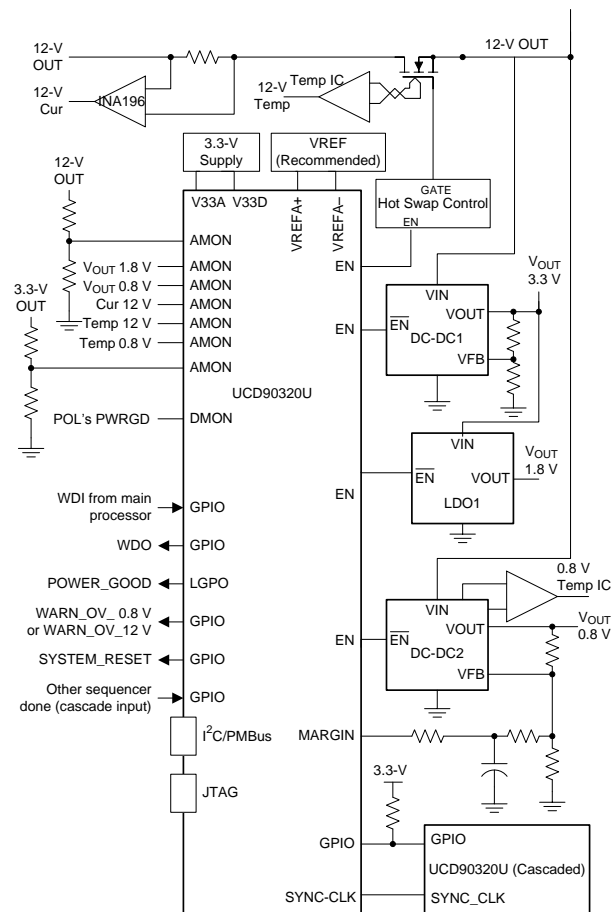 12-V
OUT
12-V OUT
12-V
Cur
INA196
12-V
Temp
Temp IC
3.3-V
Supply
VREF
(Recommended)
GATE
Hot Swap Control
EN
12-V
OUT
V33A V33D
VREFA+
VREFA–
AMON
EN
VOUT 1.8 V
AMON
VOUT 0.8 V
AMON
Cur 12 V
AMON
Temp 12 V
AMON
Temp 0.8 V
AMON
3.3-V
OUT
AMON
VOUT
3.3 V
VIN
VOUT
EN
EN
DC-DC1
VFB
UCD90320U
POL's PWRGD
DMON
VIN
EN
EN
VOUT
LDO1
VOUT
1.8 V
WDI from main
processor
GPIO
WDO
GPIO
POWER_GOOD
LGPO
WARN_OV_ 0.8 V
or WARN_OV_12 V
GPIO
SYSTEM_RESET
GPIO
Other sequencer
done (cascade input)
GPIO
0.8 V
Temp IC
VIN
VOUT
EN
EN
DC-DC2
VFB
VOUT
0.8 V
I2C/PMBus
MARGIN
JTAG
3.3-V
GPIO
GPIO
UCD90320U (Cascaded)
SYNC-CLK
SYNC_CLK